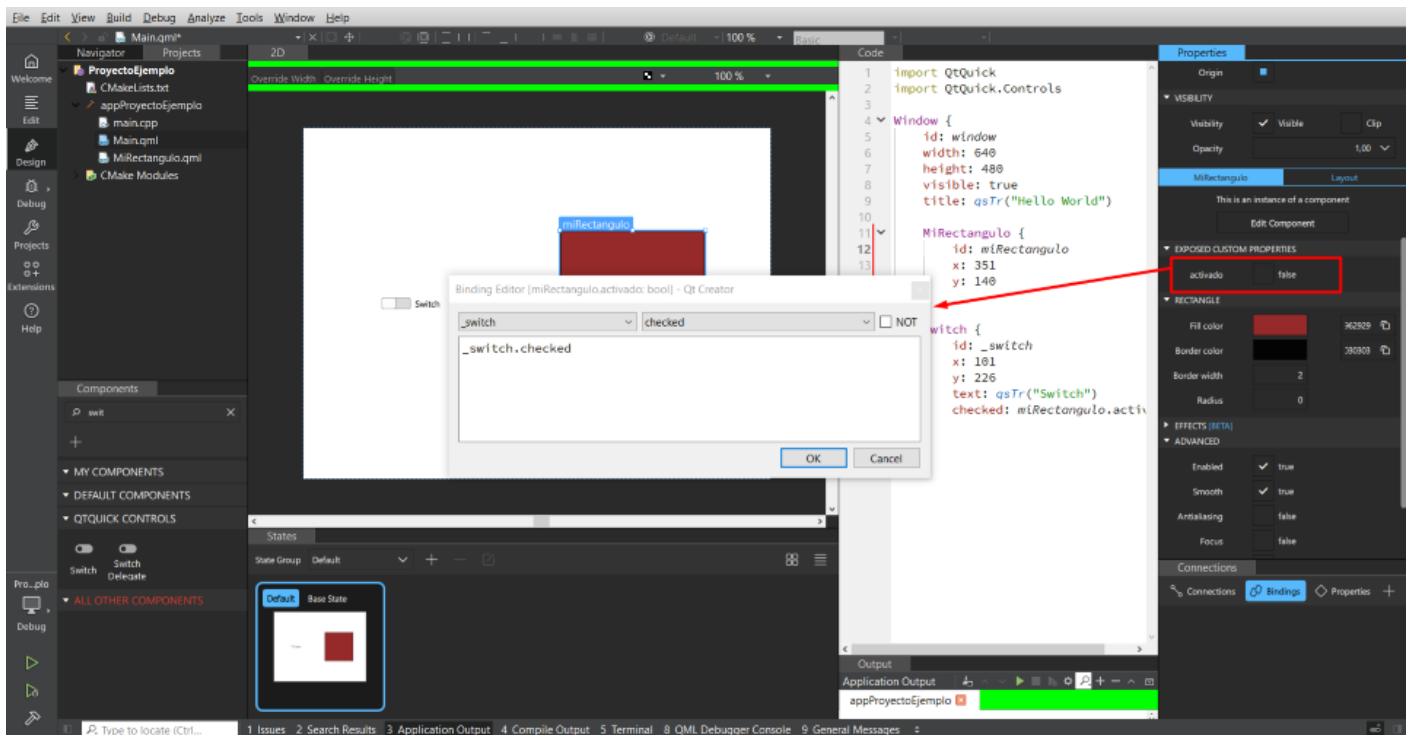 File Edit View Build Debug Analyze Tools Window Help
Main.qml*
Default
100 %
Basic
Welcome
Edit
Design
Debug
Projects
Extensions
Help
Pro...plo
Debug
Navigator Projects
ProyectoEjemplo
CMakeLists.txt
appProyectoEjemplo
main.cpp
Main.qml
MiRectangulo.qml
CMake Modules
Components
swit
MY COMPONENTS
DEFAULT COMPONENTS
QTQUICK CONTROLS
Switch
Switch Delegate
ALL OTHER COMPONENTS
2D
Override Width Override Height
100 %
miRectangulo
Switch
Binding Editor [miRectangulo.activado: bool] - Qt Creator
_switch
checked
NOT
_switch.checked
OK Cancel
States
State Group Default
Default Base State
Code
1 import QtQuick
2 import QtQuick.Controls
3
4 Window {
5 id: window
6 width: 640
7 height: 480
8 visible: true
9 title: qsTr("Hello World")
10
11 MiRectangulo {
12 id: miRectangulo
13 x: 351
y: 140
witch {
id: _switch
x: 101
y: 226
text: qsTr("Switch")
checked: miRectangulo.activ
Output
Application Output
appProyectoEjemplo
Properties
Origin
VISIBILITY
Visibility Visible Clip
Opacity 1,00
MiRectangulo Layout
This is an instance of a component
Edit Component
EXPOSED CUSTOM PROPERTIES
activado false
RECTANGLE
Fill color
Border color
Border width 2
Radius 0
EFFECTS (BETA)
ADVANCED
Enabled true
Smooth true
Antialiasing false
Focus false
Connections
Connections Bindings Properties
Type to locate (Ctrl...
1 Issues 2 Search Results 3 Application Output 4 Compile Output 5 Terminal 8 QML Debugger Console 9 General Messages